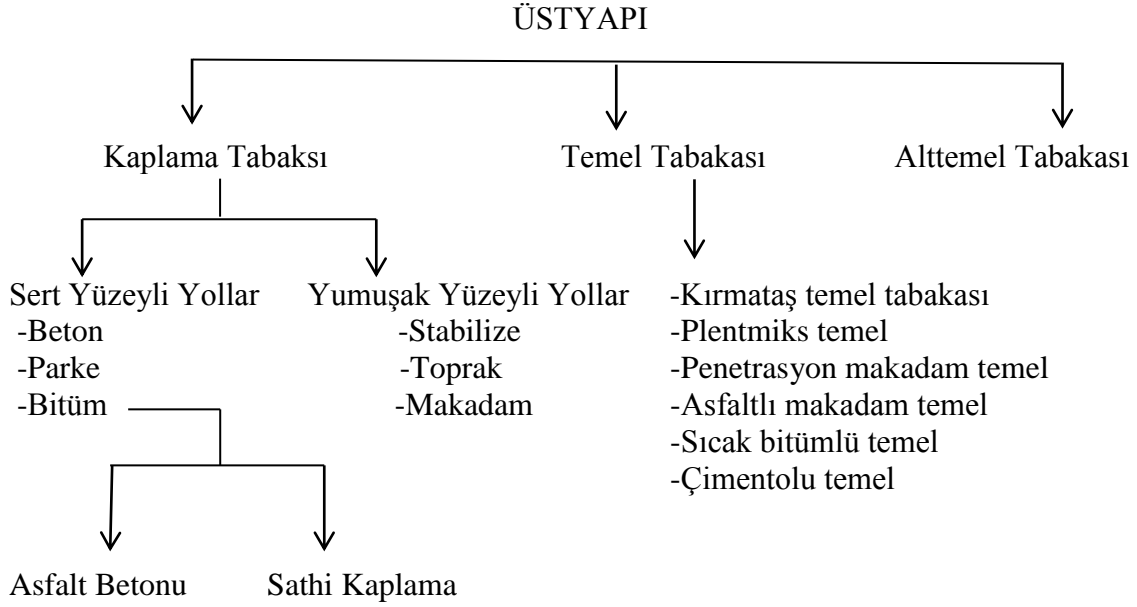 ÜSTYAPI
Kaplama Tabaksı
Temel Tabakası
Alttemel Tabakası
Sert Yüzeyli Yollar
-Beton
-Parke
-Bitüm
Yumuşak Yüzeyli Yollar
-Stabilize
-Toprak
-Makadam
-Kırmataş temel tabakası
-Plentmiks temel
-Penetrasyon makadam temel
-Asfaltlı makadam temel
-Sıcak bitümlü temel
-Çimentolu temel
Asfalt Betonu
Sathi Kaplama